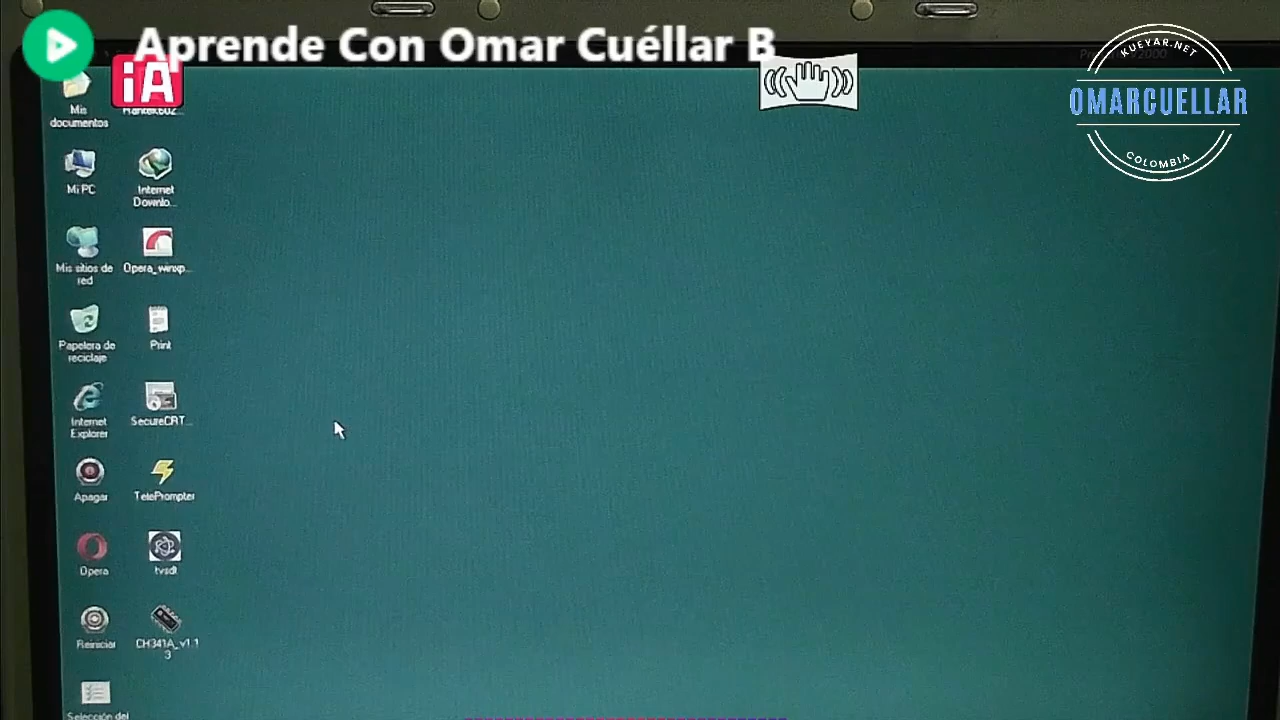 Aprende Con Omar Cuéllar B
iA
KUEYAR.NET
OMARCUELLAR
COLOMBIA
Mis
documentos
Mi PC
Internet
Downlo...
Mis sitios de
red
Opera_winxp...
Papelera de
reciclaje
Print
Internet
Explorer
SecureCRT...
Apagar
TelePrompter
Opera
tvsdt
Reiniciar
CH341A_v1.1
3
Selección del